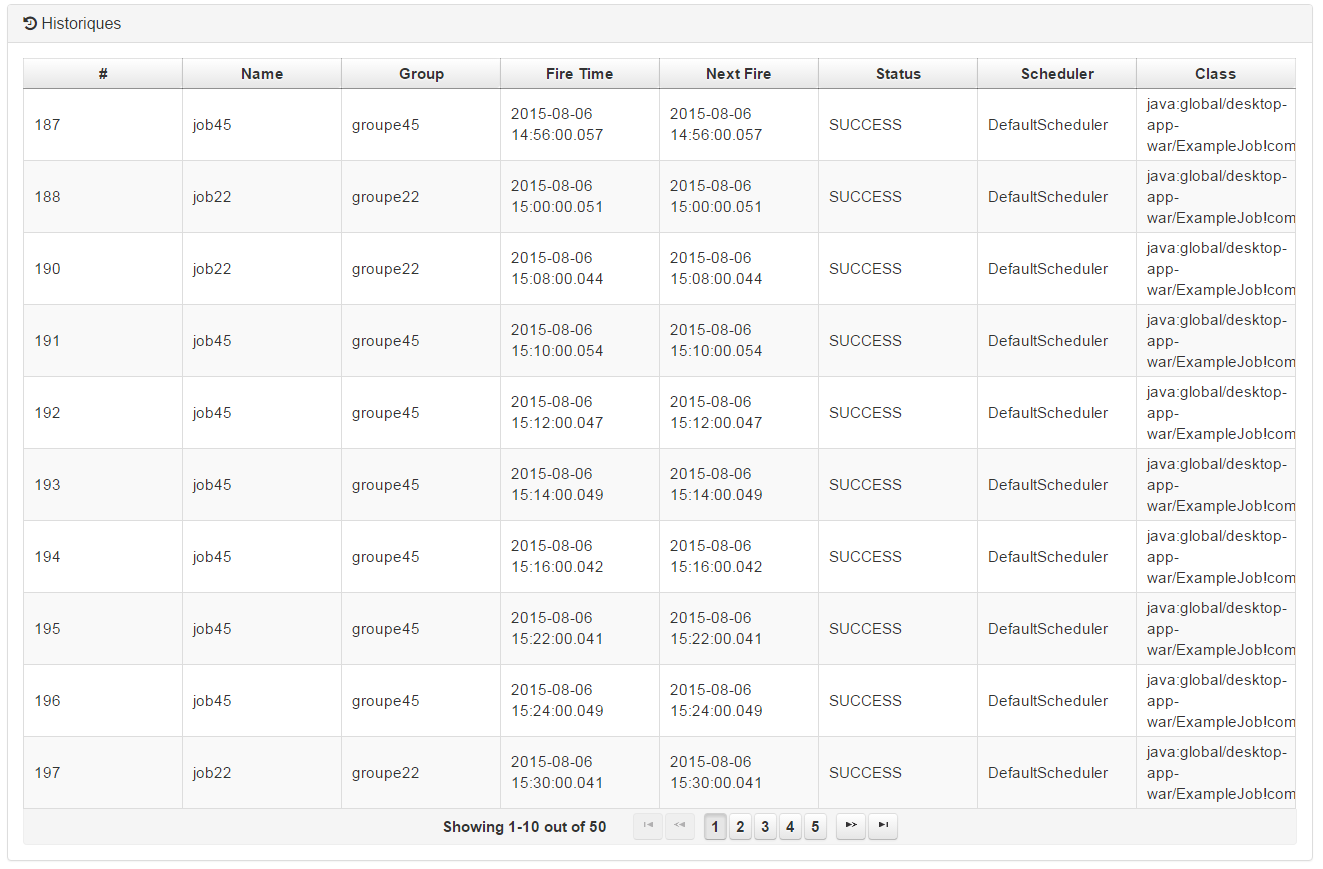 Historiques
# Name Group Fire Time Next Fire Status Scheduler Class
187 job45 groupe45 2015-08-06 14:56:00.057 2015-08-06 14:56:00.057 SUCCESS DefaultScheduler java:global/desktop-app-war/ExampleJob!com
188 job22 groupe22 2015-08-06 15:00:00.051 2015-08-06 15:00:00.051 SUCCESS DefaultScheduler java:global/desktop-app-war/ExampleJob!com
190 job22 groupe22 2015-08-06 15:08:00.044 2015-08-06 15:08:00.044 SUCCESS DefaultScheduler java:global/desktop-app-war/ExampleJob!com
191 job45 groupe45 2015-08-06 15:10:00.054 2015-08-06 15:10:00.054 SUCCESS DefaultScheduler java:global/desktop-app-war/ExampleJob!com
192 job45 groupe45 2015-08-06 15:12:00.047 2015-08-06 15:12:00.047 SUCCESS DefaultScheduler java:global/desktop-app-war/ExampleJob!com
193 job45 groupe45 2015-08-06 15:14:00.049 2015-08-06 15:14:00.049 SUCCESS DefaultScheduler java:global/desktop-app-war/ExampleJob!com
194 job45 groupe45 2015-08-06 15:16:00.042 2015-08-06 15:16:00.042 SUCCESS DefaultScheduler java:global/desktop-app-war/ExampleJob!com
195 job45 groupe45 2015-08-06 15:22:00.041 2015-08-06 15:22:00.041 SUCCESS DefaultScheduler java:global/desktop-app-war/ExampleJob!com
196 job45 groupe45 2015-08-06 15:24:00.049 2015-08-06 15:24:00.049 SUCCESS DefaultScheduler java:global/desktop-app-war/ExampleJob!com
197 job22 groupe22 2015-08-06 15:30:00.041 2015-08-06 15:30:00.041 SUCCESS DefaultScheduler java:global/desktop-app-war/ExampleJob!com
Showing 1-10 out of 50 1 2 3 4 5